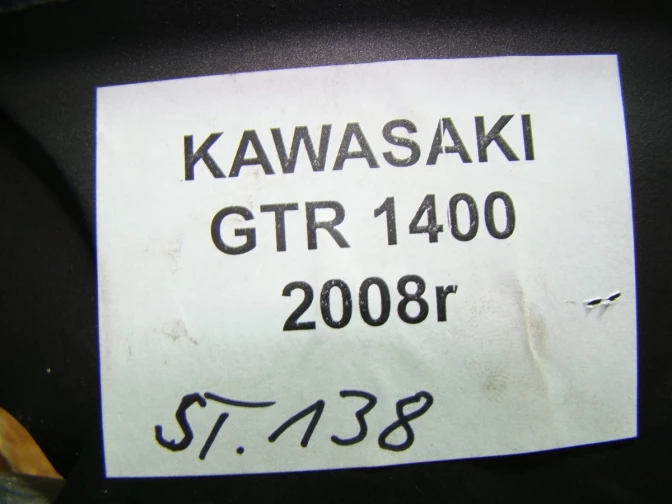 KAWASAKI
GTR 1400
2008r
ST. 138